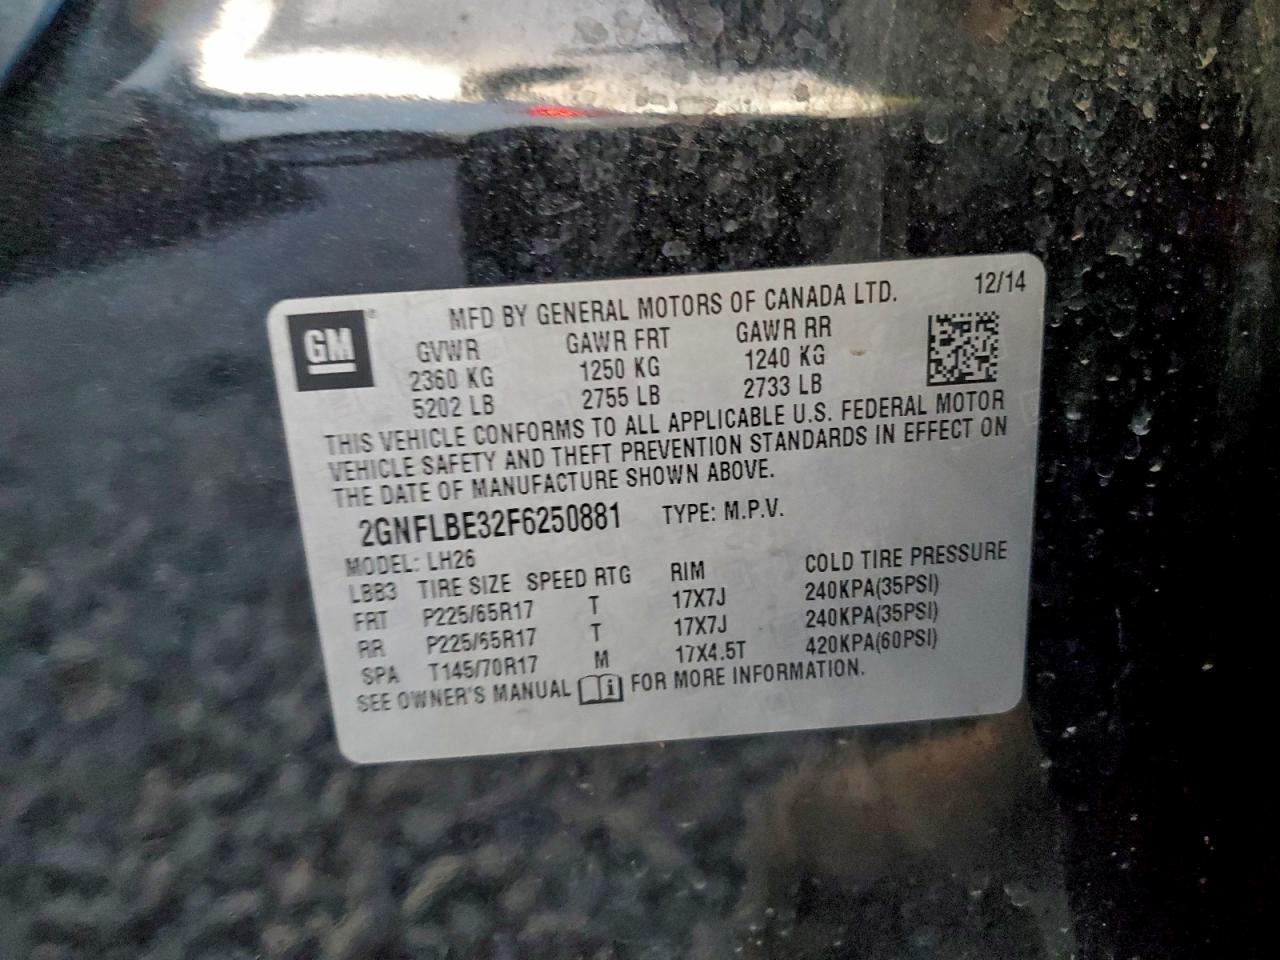 12/14
GM
MFD BY GENERAL MOTORS OF CANADA LTD.
GVWR GAWR FRT GAWR RR
2360 KG 1250 KG 1240 KG
5202 LB 2755 LB 2733 LB
THIS VEHICLE CONFORMS TO ALL APPLICABLE U.S. FEDERAL MOTOR
VEHICLE SAFETY AND THEFT PREVENTION STANDARDS IN EFFECT ON
THE DATE OF MANUFACTURE SHOWN ABOVE.
2GNFLBE32F6250881 TYPE: M.P.V.
MODEL: LH26
LBB3 TIRE SIZE SPEED RTG RIM COLD TIRE PRESSURE
FRT P225/65R17 T 17X7J 240KPA(35PSI)
RR P225/65R17 T 17X7J 240KPA(35PSI)
SPA T145/70R17 M 17X4.5T 420KPA(60PSI)
SEE OWNER'S MANUAL FOR MORE INFORMATION.